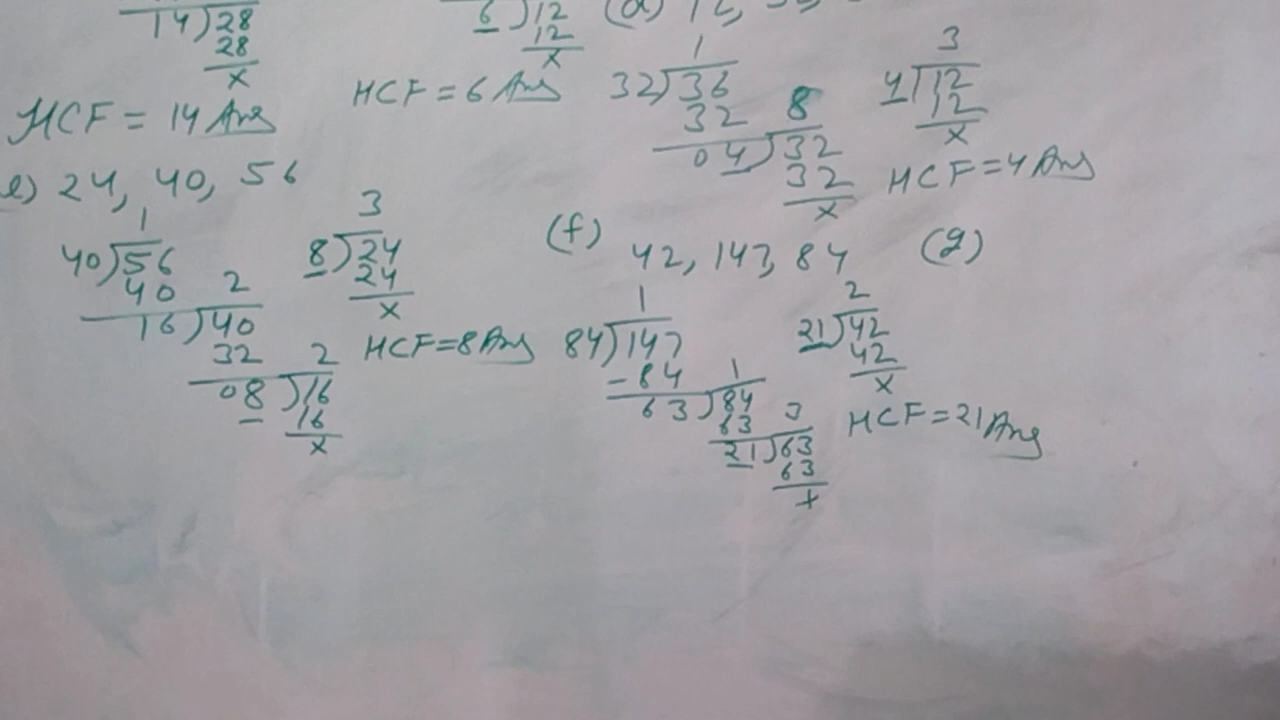 14)28
28
x
HCF = 14 Ans
6)12
12
x
HCF = 6 Ans
(d) 12,
1
32)36
32 8
04)32
32
x
3
4)12
12
x
HCF = 4 Ans
e) 24, 40, 56
1
40)56
40 2
16)40
32 2
08)16
16
x
3
8)24
24
x
HCF = 8 Ans
(f) 42, 147, 84
1
84)147
-84 1
63)84
63 3
21)63
63
x
2
21)42
42
x
HCF = 21 Ans
(g)